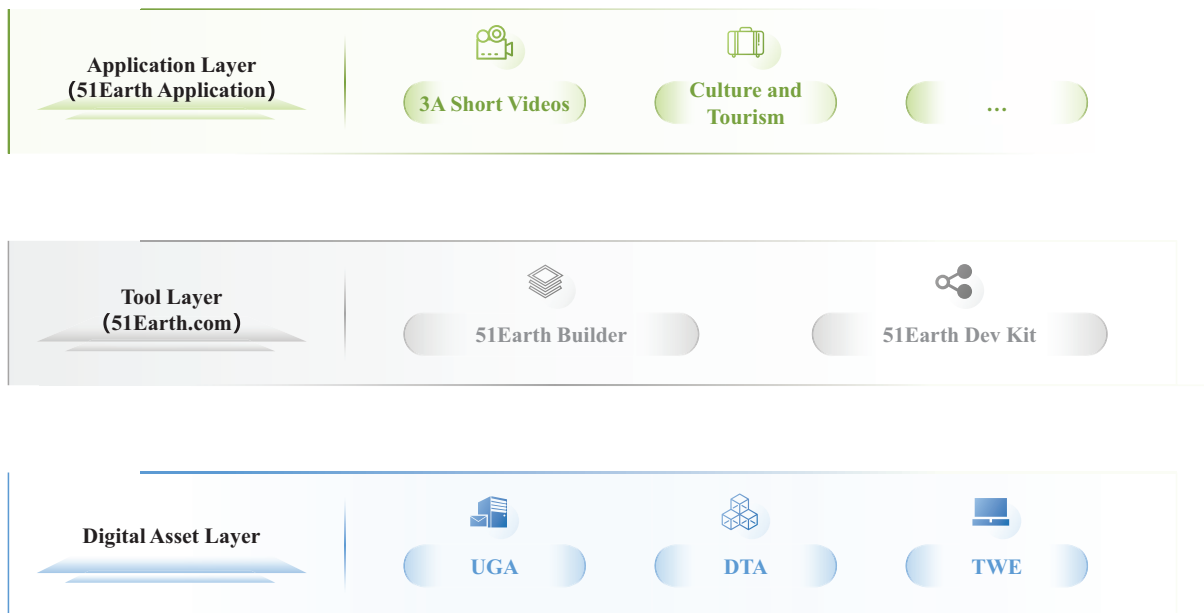 Application Layer
（51Earth Application）
3A Short Videos
Culture and
Tourism
…
Tool Layer
（51Earth.com）
51Earth Builder
51Earth Dev Kit
Digital Asset Layer
UGA
DTA
TWE